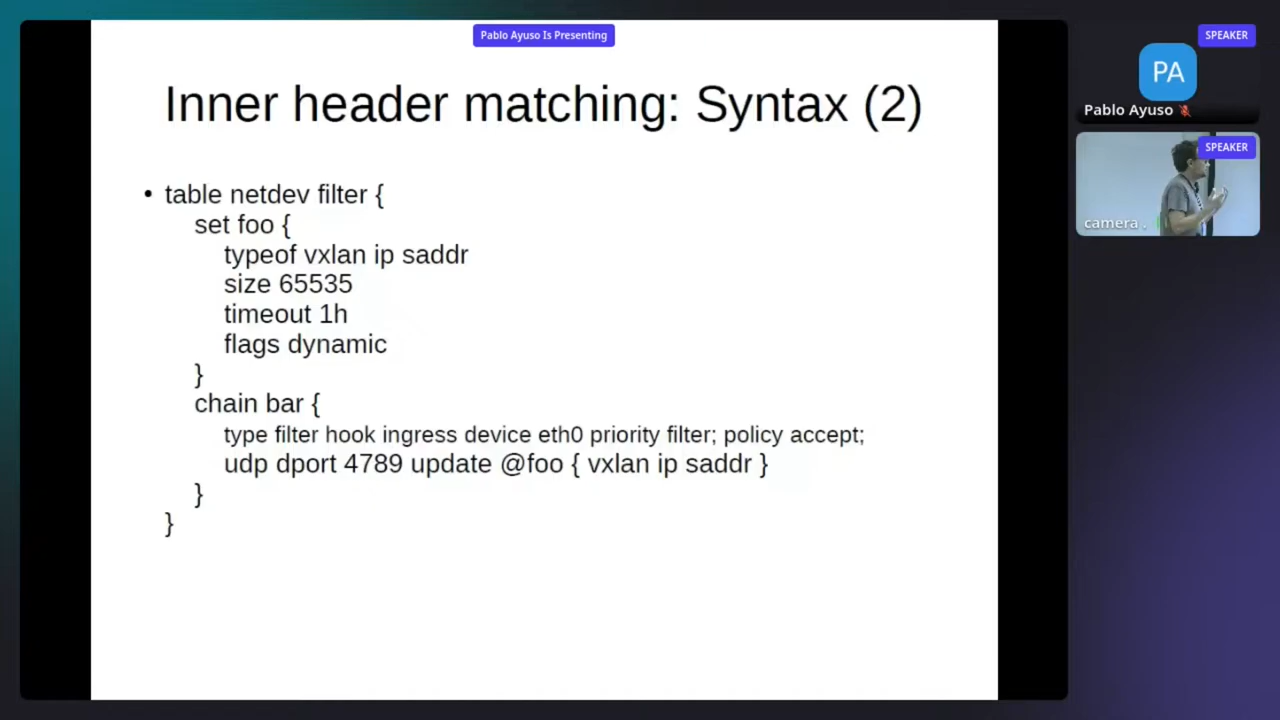 Pablo Ayuso Is Presenting
Inner header matching: Syntax (2)
• table netdev filter {
set foo {
typeof vxlan ip saddr
size 65535
timeout 1h
flags dynamic
}
chain bar {
type filter hook ingress device eth0 priority filter; policy accept;
udp dport 4789 update @foo { vxlan ip saddr }
}
}
SPEAKER
PA
Pablo Ayuso
SPEAKER
camera .